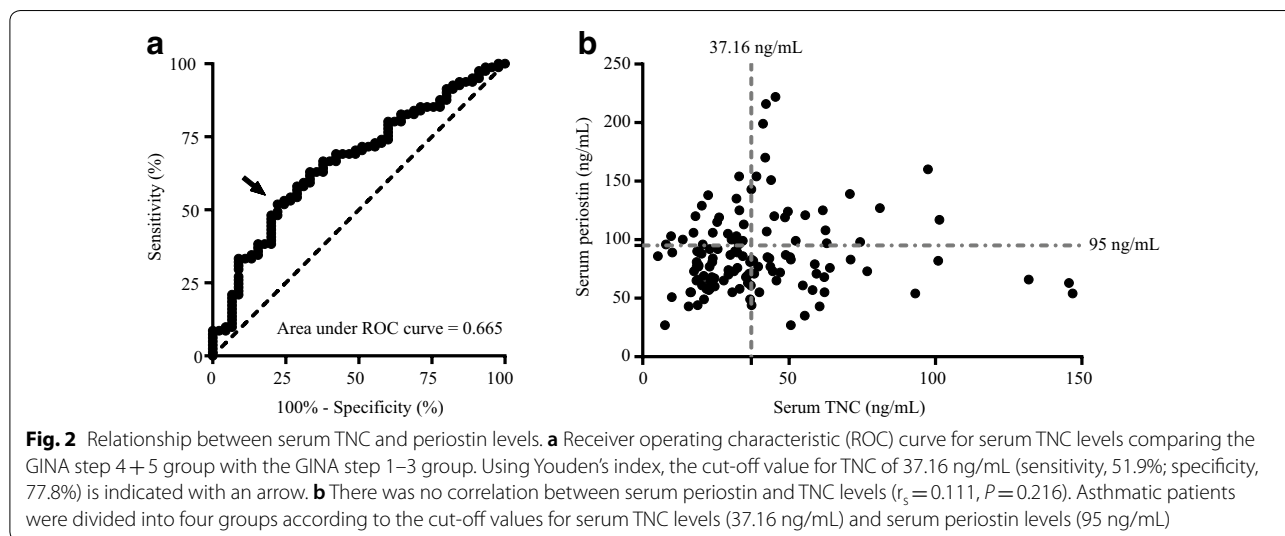 a
100
75
50
25
0
Sensitivity (%)
Area under ROC curve = 0.665
0 25 50 75 100
100% - Specificity (%)
b
37.16 ng/mL
250
200
150
100
50
0
Serum periostin (ng/mL)
95 ng/mL
0 50 100 150
Serum TNC (ng/mL)
Fig. 2 Relationship between serum TNC and periostin levels. a Receiver operating characteristic (ROC) curve for serum TNC levels comparing the
GINA step 4 + 5 group with the GINA step 1–3 group. Using Youden's index, the cut-off value for TNC of 37.16 ng/mL (sensitivity, 51.9%; specificity,
77.8%) is indicated with an arrow. b There was no correlation between serum periostin and TNC levels (rs = 0.111, P = 0.216). Asthmatic patients
were divided into four groups according to the cut-off values for serum TNC levels (37.16 ng/mL) and serum periostin levels (95 ng/mL)